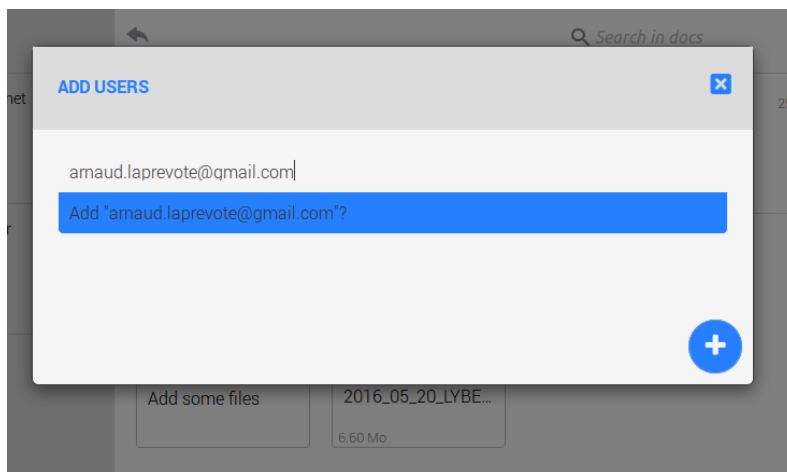 Search in docs
ADD USERS
net
arnaud.laprevote@gmail.com
Add "arnaud.laprevote@gmail.com"?
r
Add some files
2016_05_20_LYBE...
6.60 Mo